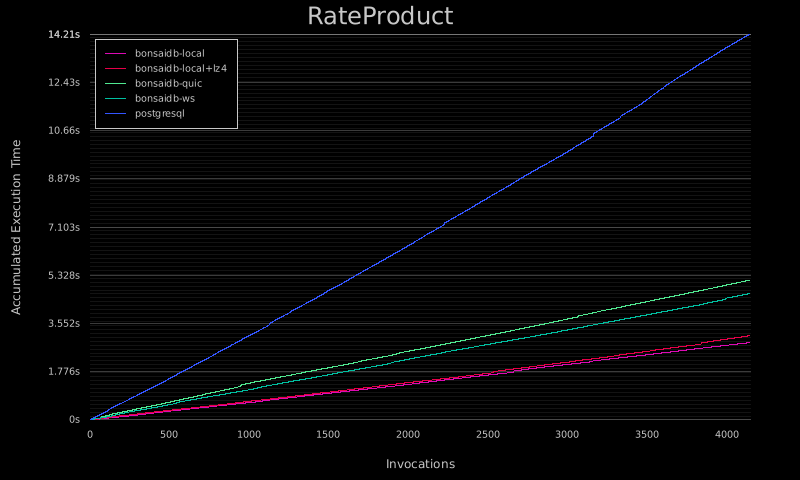 RateProduct
14.21s
12.43s
10.66s
8.879s
7.103s
5.328s
3.552s
1.776s
0s
Accumulated Execution Time
bonsaidb-local
bonsaidb-local+lz4
bonsaidb-quic
bonsaidb-ws
postgresql
0 500 1000 1500 2000 2500 3000 3500 4000
Invocations